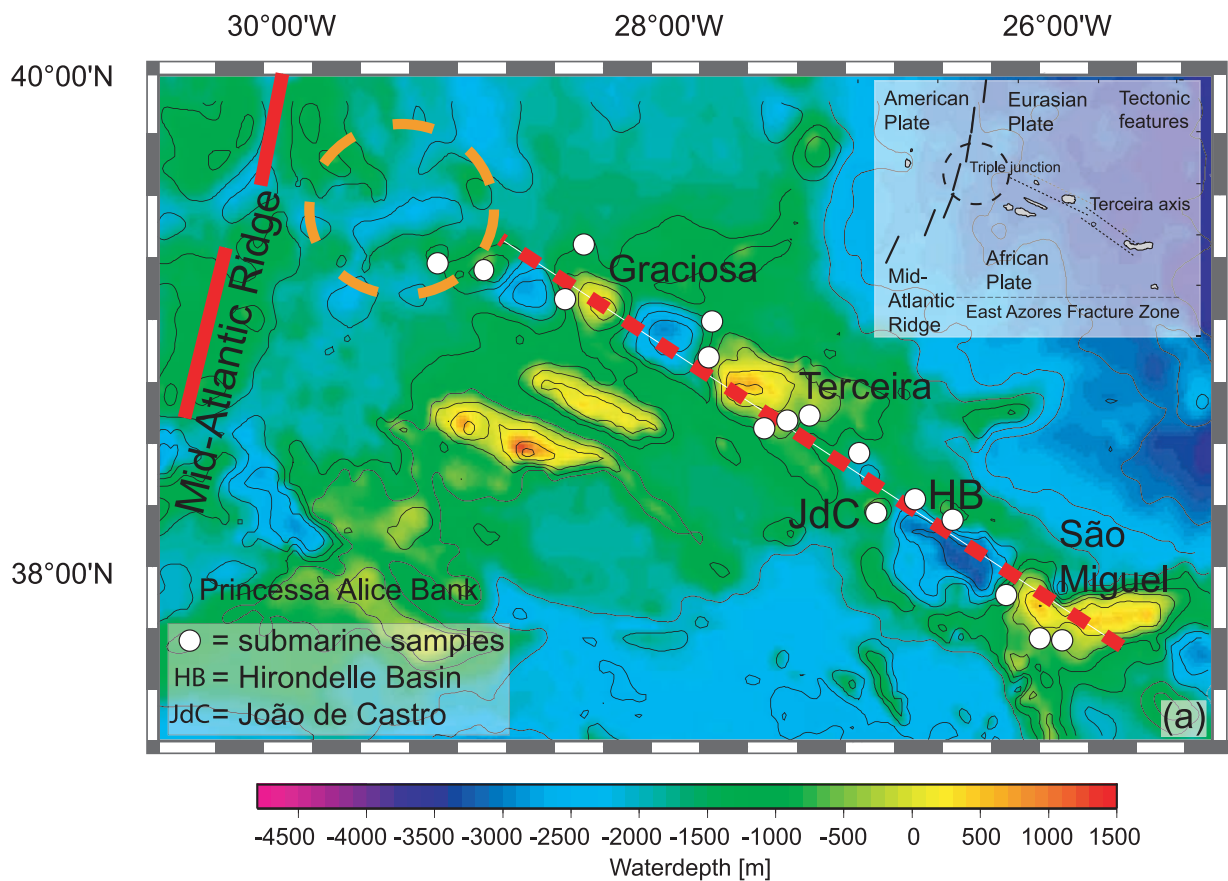 30°00'W 28°00'W 26°00'W
40°00'N
38°00'N
American
Plate
Eurasian
Plate
Tectonic
features
Triple junction
Terceira axis
African
Plate
Mid-
Atlantic
Ridge
East Azores Fracture Zone
Mid-Atlantic Ridge
Graciosa
Terceira
HB
JdC
São
Miguel
Princessa Alice Bank
= submarine samples
HB = Hirondelle Basin
JdC= João de Castro
(a)
-4500 -4000 -3500 -3000 -2500 -2000 -1500 -1000 -500 0 500 1000 1500
Waterdepth [m]